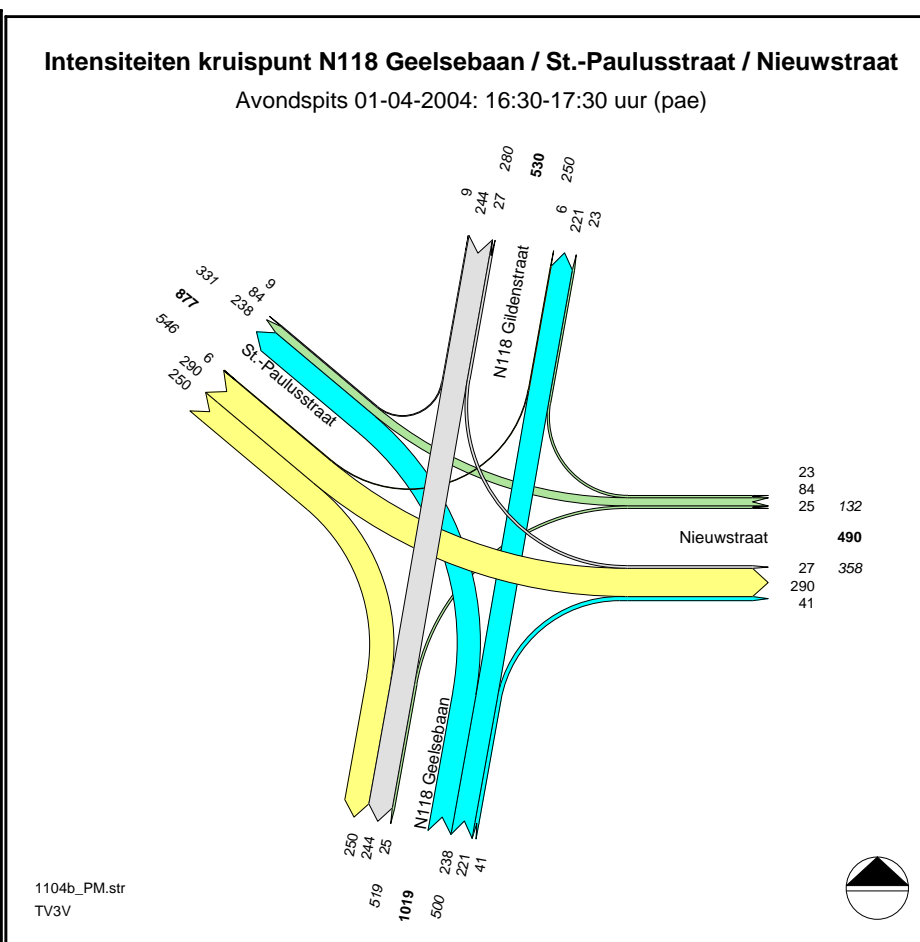 Intensiteiten kruispunt N118 Geelsebaan / St.-Paulusstraat / Nieuwstraat
Avondspits 01-04-2004: 16:30-17:30 uur (pae)
280 530 250
9 244 27
6 221 23
N118 Gildenstraat
331 877 546
9 84 238
6 290 250
St.-Paulusstraat
23
84
25 132
Nieuwstraat 490
27 358
290
41
N118 Geelsebaan
250 244 25
238 221 41
519 1019 500
1104b_PM.str
TV3V